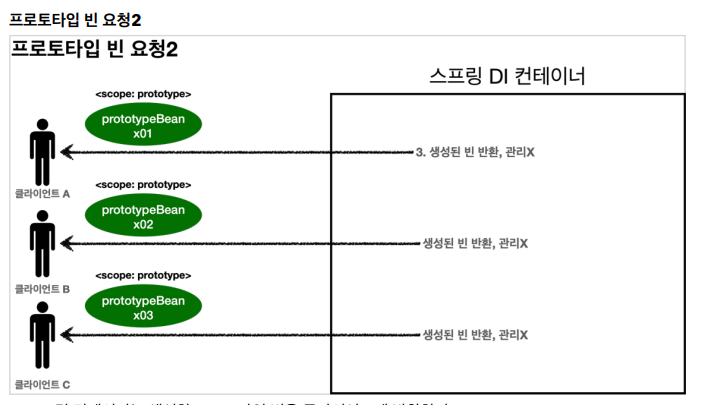 프로토타입 빈 요청2
프로토타입 빈 요청2
스프링 DI 컨테이너
<scope: prototype>
prototypeBean
x01
3. 생성된 빈 반환, 관리X
클라이언트 A
<scope: prototype>
prototypeBean
x02
생성된 빈 반환, 관리X
클라이언트 B
<scope: prototype>
prototypeBean
x03
생성된 빈 반환, 관리X
클라이언트 C